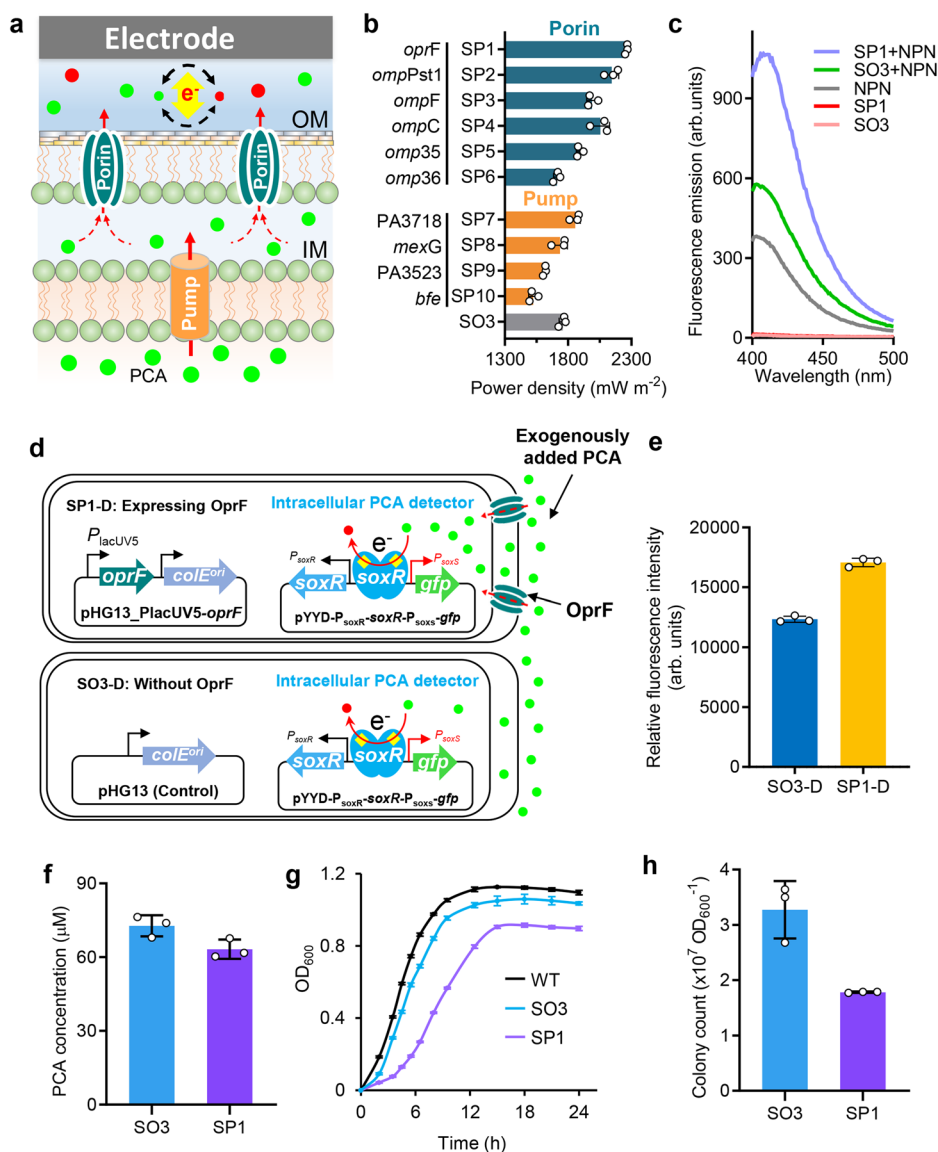 a
Electrode
e-
OM
Porin
Porin
IM
Pump
PCA
b
Porin
oprF SP1
ompPst1 SP2
ompF SP3
ompC SP4
omp35 SP5
omp36 SP6
Pump
PA3718 SP7
mexG SP8
PA3523 SP9
bfe SP10
SO3
1300 1800 2300
Power density (mW m-2)
c
Fluorescence emission (arb.units)
900
600
300
0
400 450 500
Wavelength (nm)
SP1+NPN
SO3+NPN
NPN
SP1
SO3
d
Exogenously
added PCA
SP1-D: Expressing OprF
Intracellular PCA detector
PlacUV5
oprF colEori
pHG13_PlacUV5-oprF
e-
PsoxR
PsoxS
soxR soxR gfp
pYYD-PsoxR-soxR-Psoxs-gfp
OprF
SO3-D: Without OprF
Intracellular PCA detector
colEori
pHG13 (Control)
e-
PsoxR
PsoxS
soxR soxR gfp
pYYD-PsoxR-soxR-Psoxs-gfp
e
Relative fluorescence intensity
(arb. units)
20000
15000
10000
5000
0
SO3-D SP1-D
f
PCA concentration (μM)
90
60
30
0
SO3 SP1
g
OD600
1.2
0.8
0.4
0
WT
SO3
SP1
0 6 12 18 24
Time (h)
h
Colony count (x10^7 OD600-1)
4
3
2
1
0
SO3 SP1